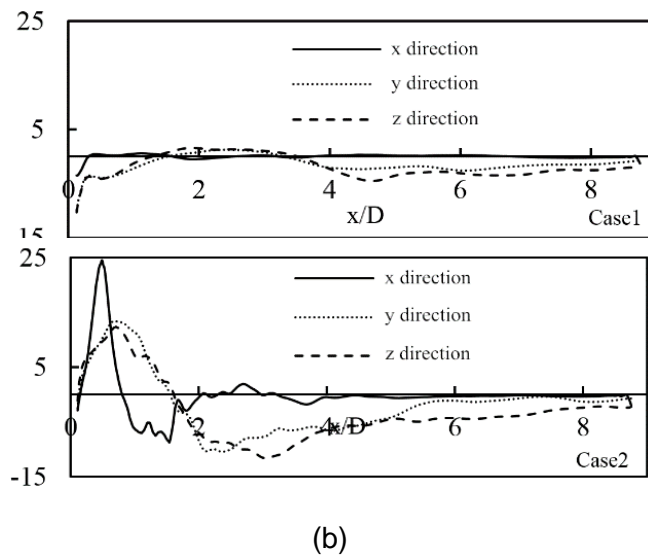 25
x direction
y direction
z direction
5
0 2 4 6 8
x/D
Case1
15
25
x direction
y direction
z direction
5
0 2 4 6 8
x/D
Case2
-15
(b)